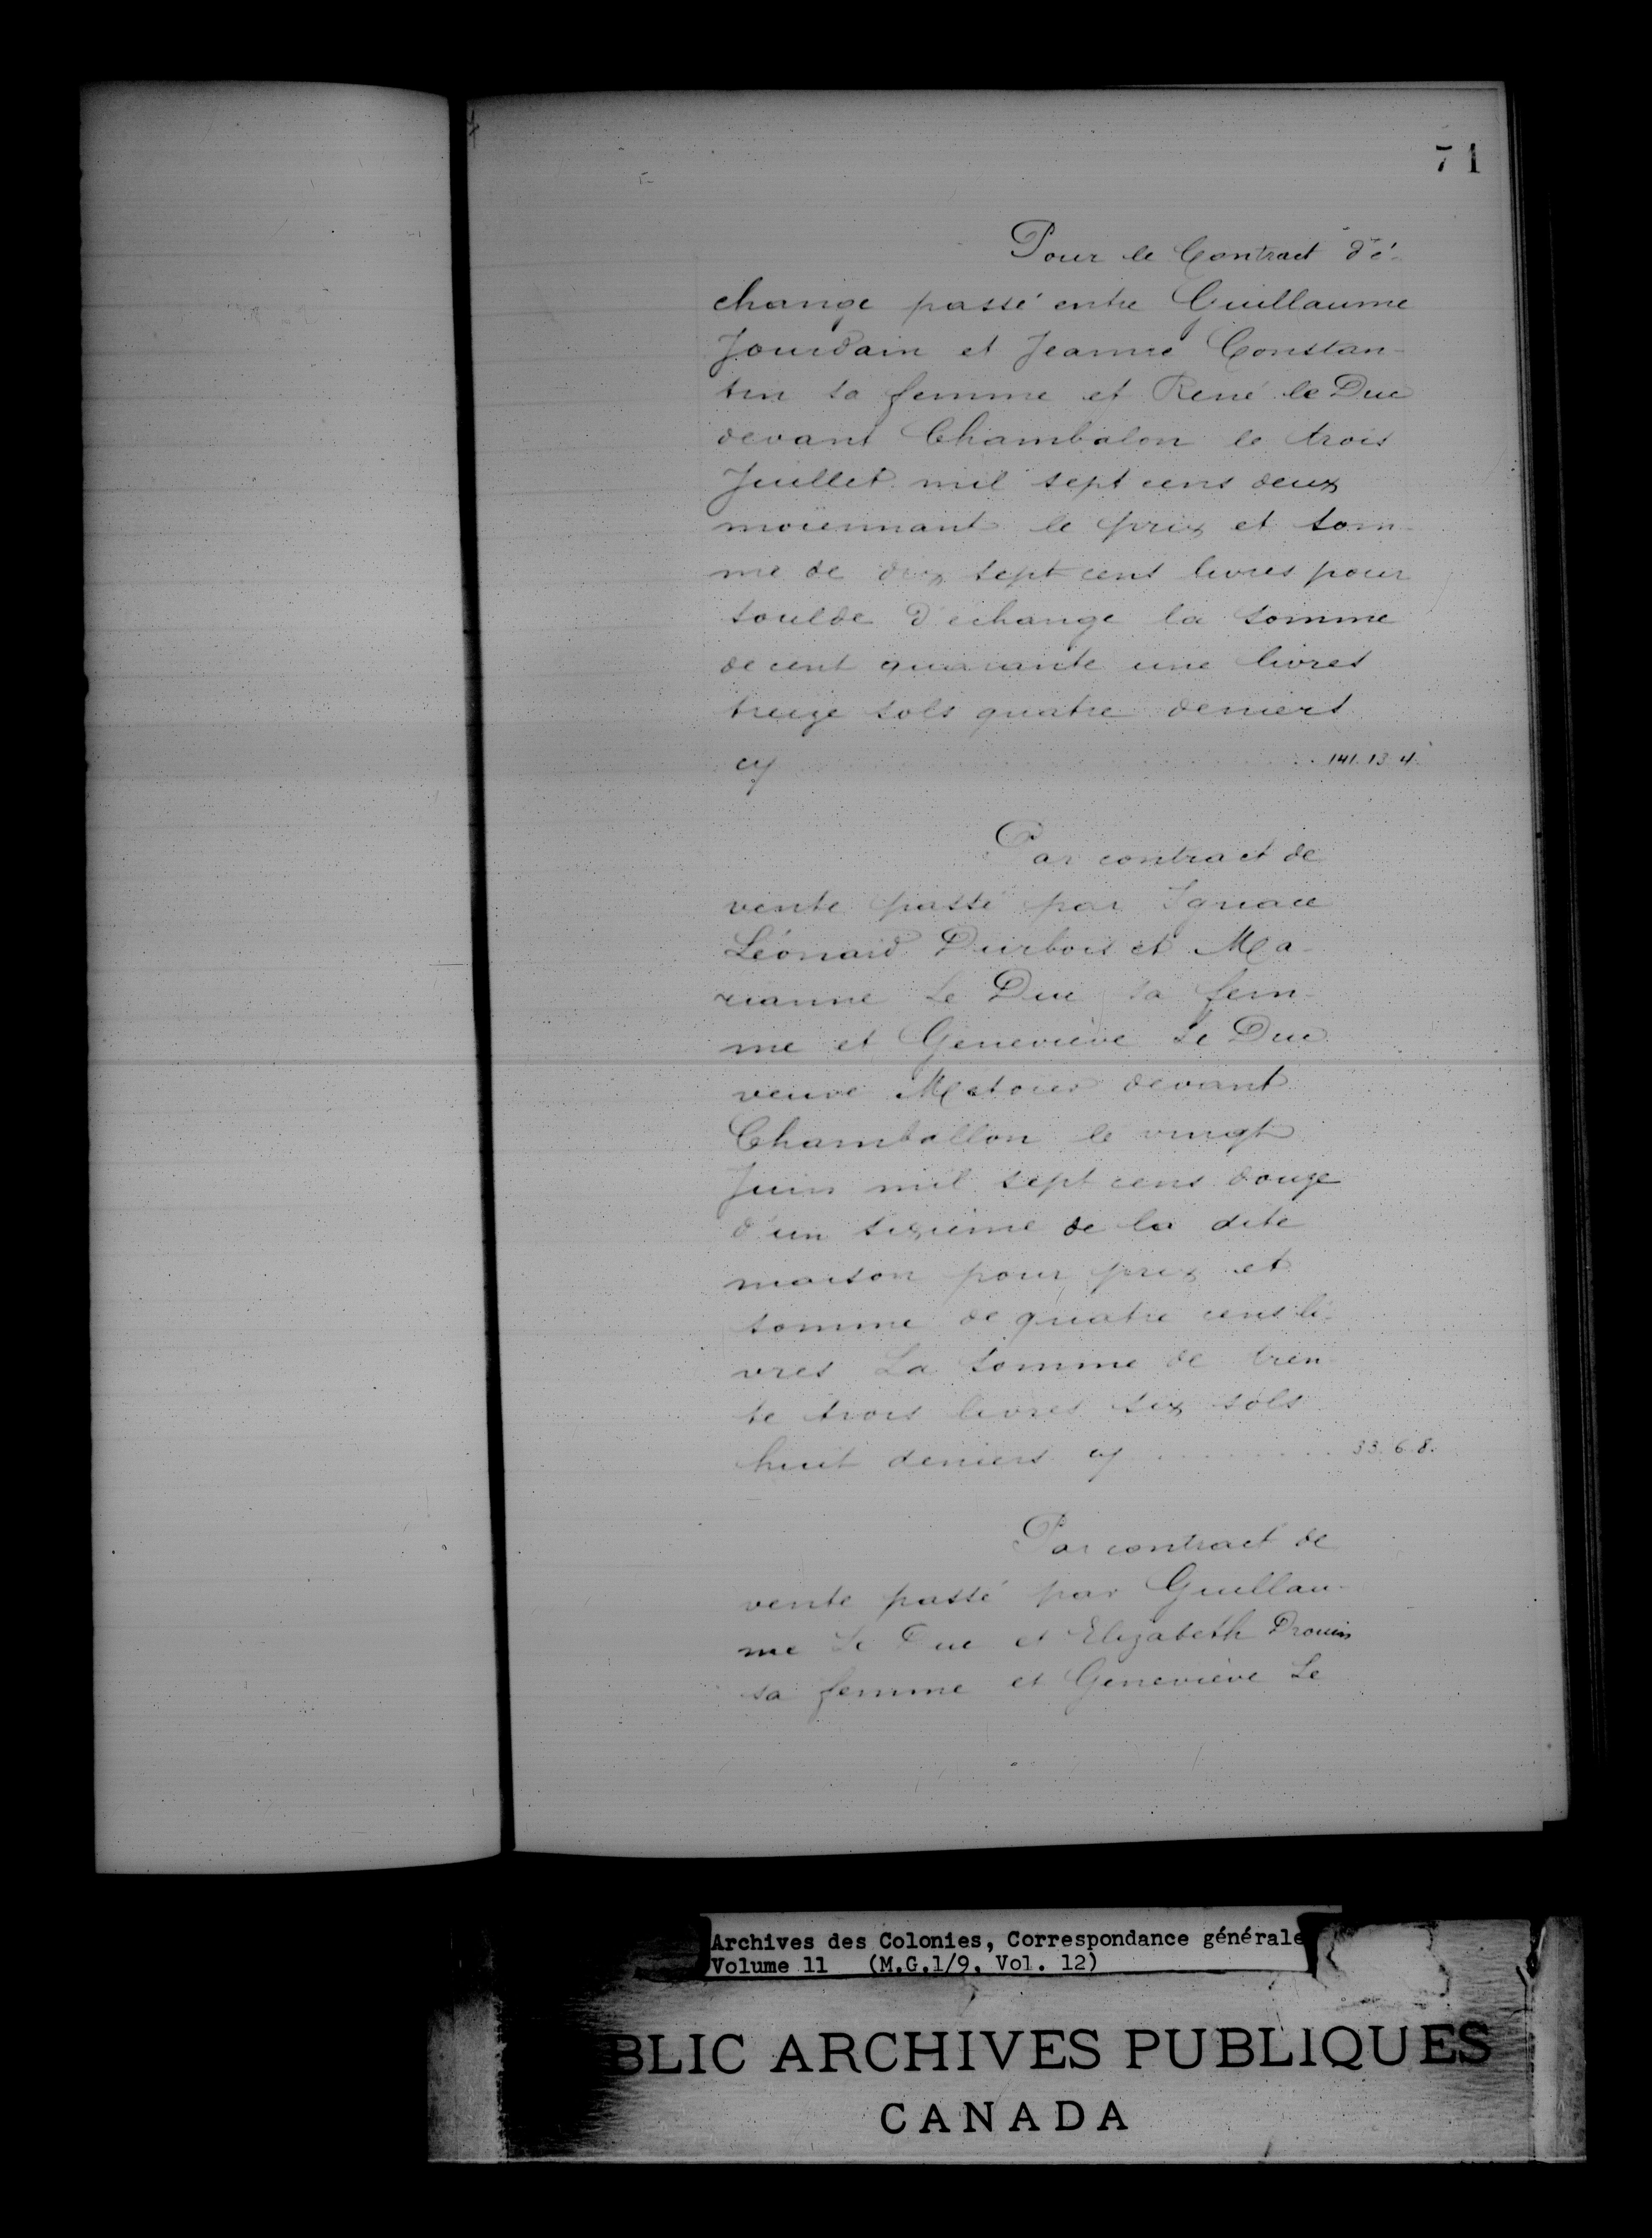 71
Pour le Contract d'é-
change passé entre Guillaume
Jourdain et Jeanne Constan-
tin sa femme et René le Duc
devant Chambalon le trois
Juillet mil sept cens deux
moiennant le prix et som-
me de dix sept cent livres pour
soulde d'echange la somme
de cent quarante une livres
treize sols quatre deniers
cy ... 141. 13. 4.
Par contract de
vente passé par Ignace
Léonard Durbois et Ma-
rianne Le Duc sa fem-
me et Geneviève Le Duc
veuve devant
Chamballon le vingt
Juin mil sept cens douze
d'un sixième de la dite
maison pour prix et
somme de quatre cens li-
vres La somme de tren-
te trois livres six sols
huit deniers cy ... 33. 6. 8.
Par contract de
vente passé par Guillau-
me Le Duc et Elizabeth Drouin
sa femme et Geneviève Le
Archives des Colonies, Correspondance générale
Volume 11 (M.G.1/9, Vol. 12)
BLIC ARCHIVES PUBLIQUES
CANADA